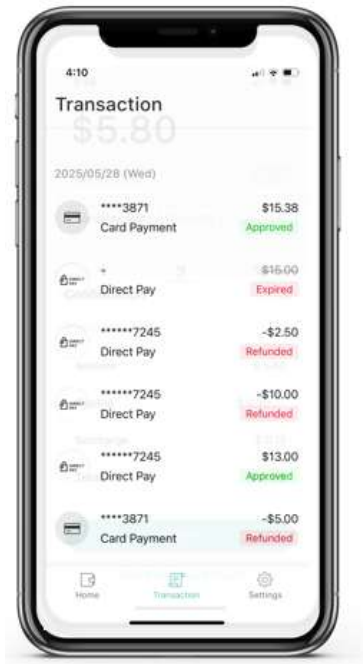 4:10
Transaction
$5.80
2025/05/28 (Wed)
****3871 $15.38
Card Payment Approved
* $15.00
Direct Pay Expired
******7245 -$2.50
Direct Pay Refunded
******7245 -$10.00
Direct Pay Refunded
******7245 $13.00
Direct Pay Approved
****3871 -$5.00
Card Payment Refunded
Home Transaction Settings